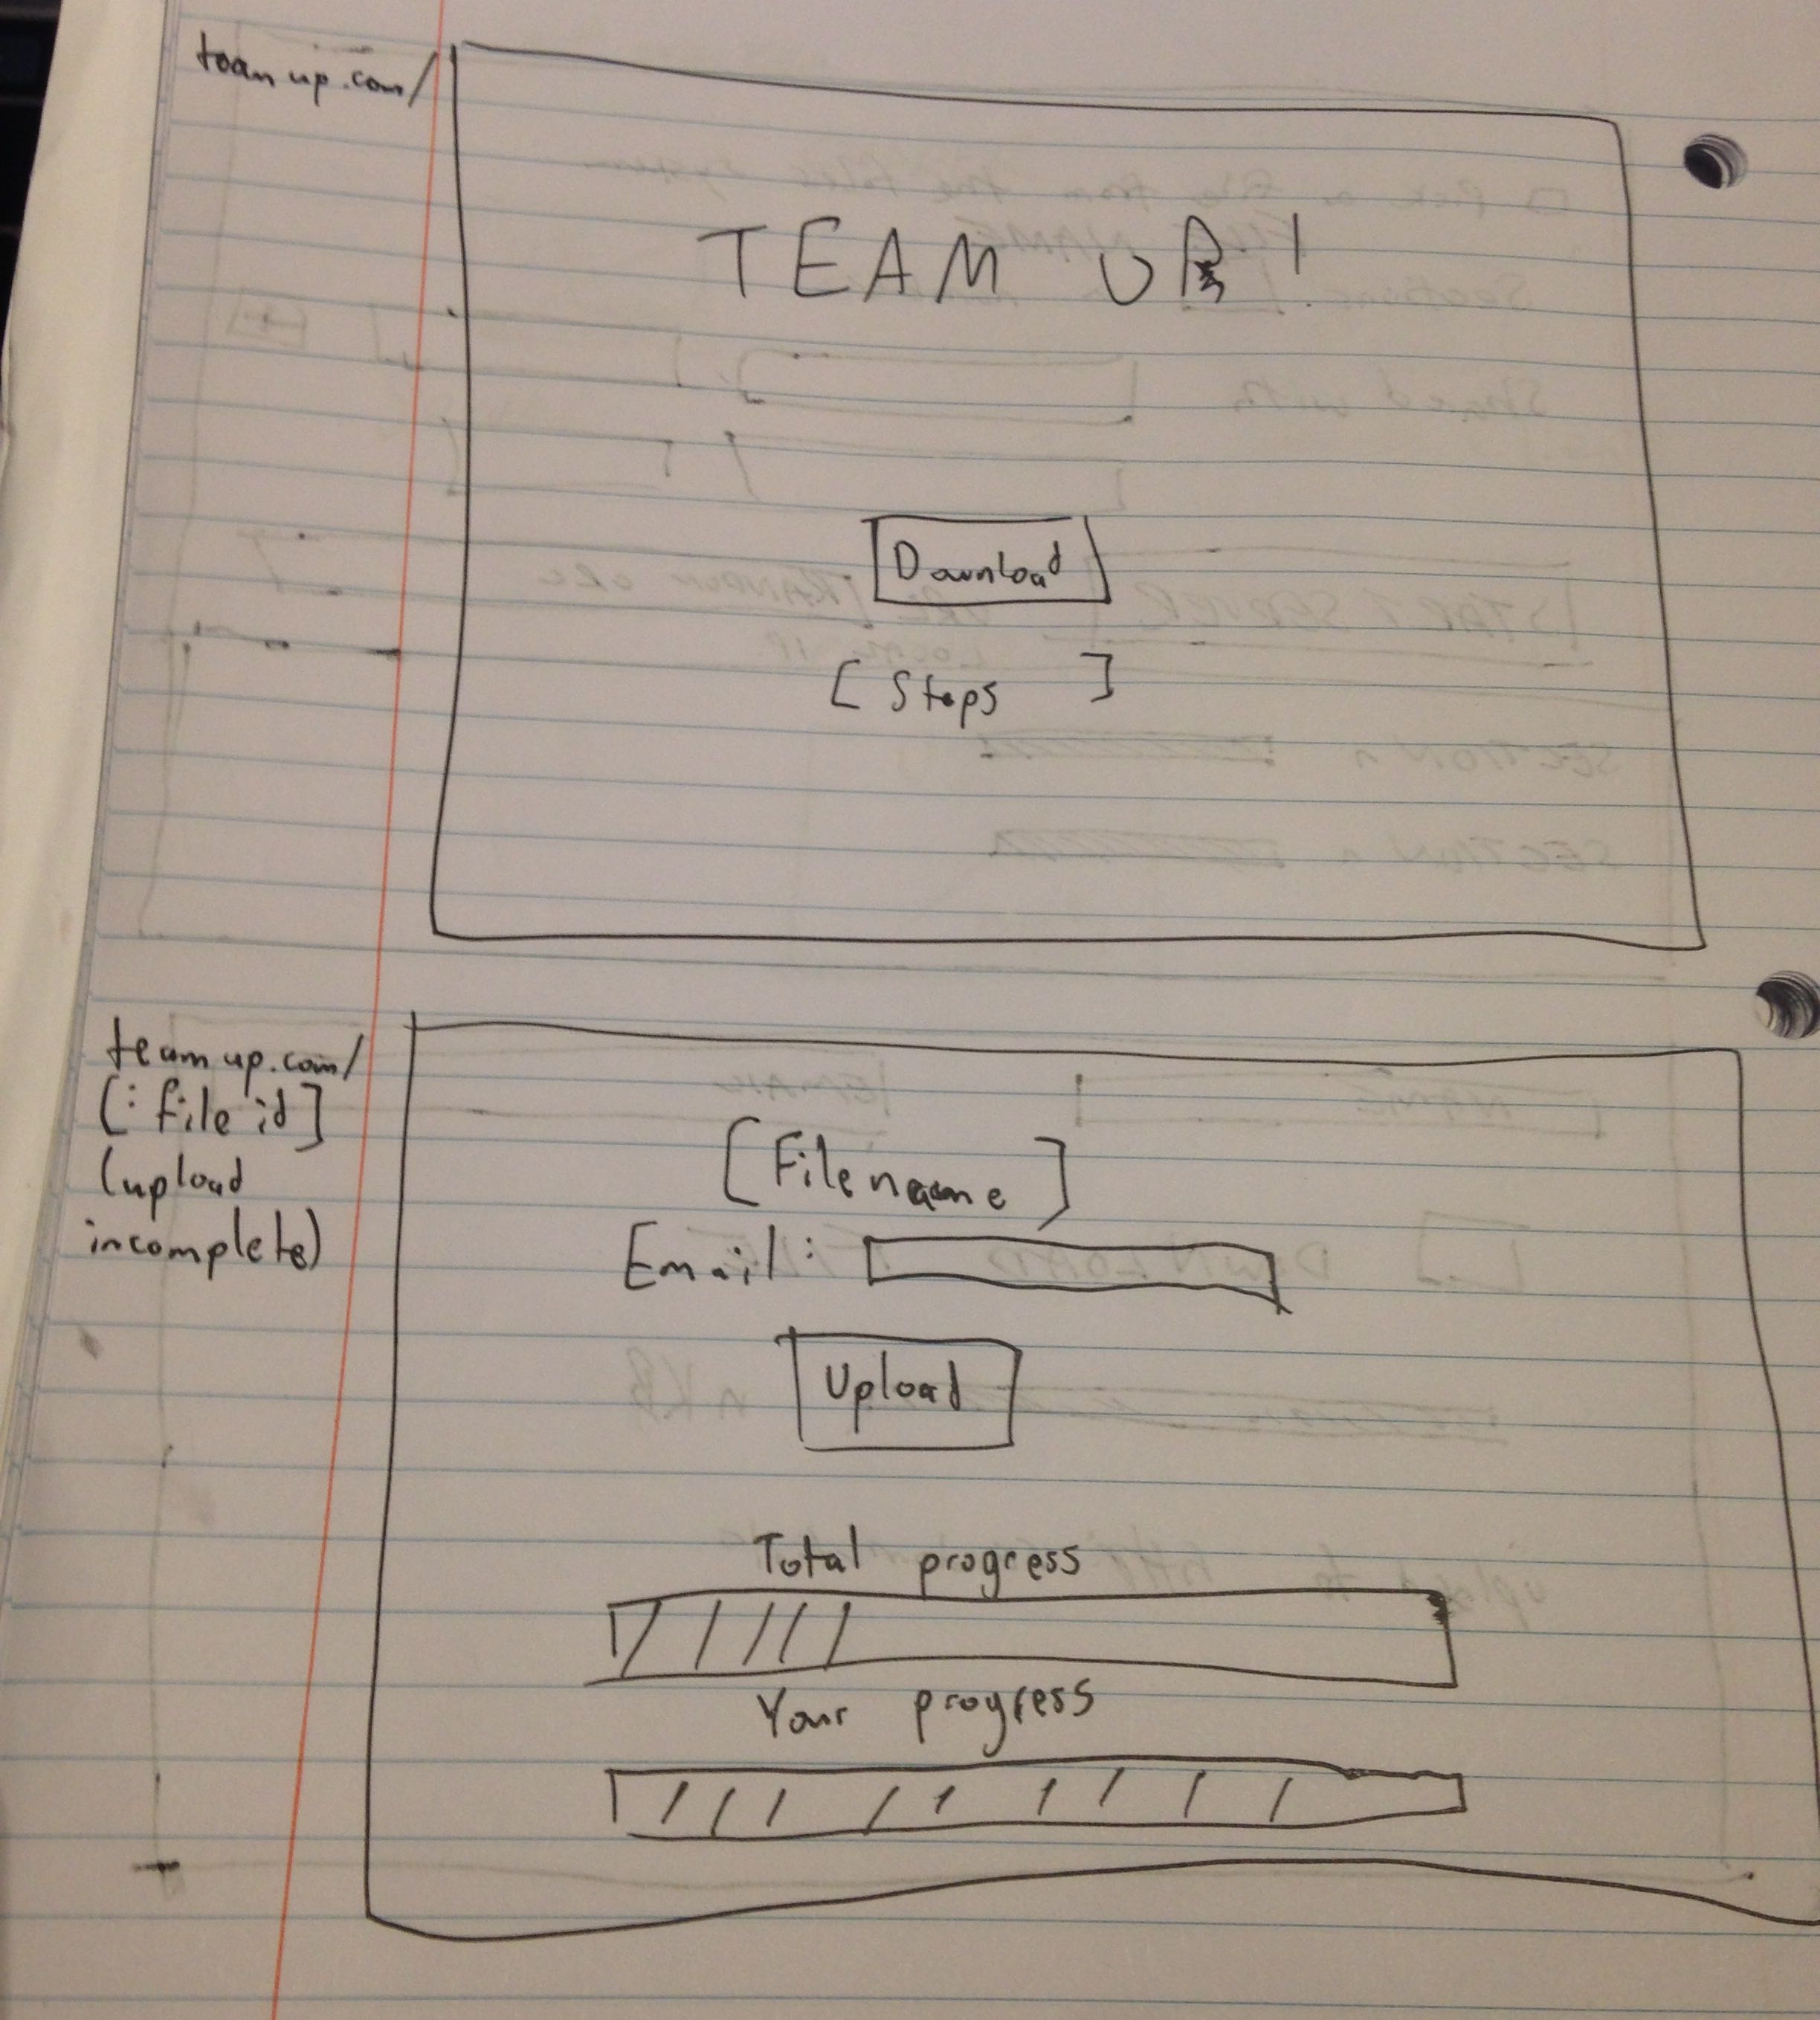 teamup.com/
TEAM UP!
Download
[Steps]
teamup.com/
[:file id]
(upload
incomplete)
[Filename]
Email:
Upload
Total progress
Your progress